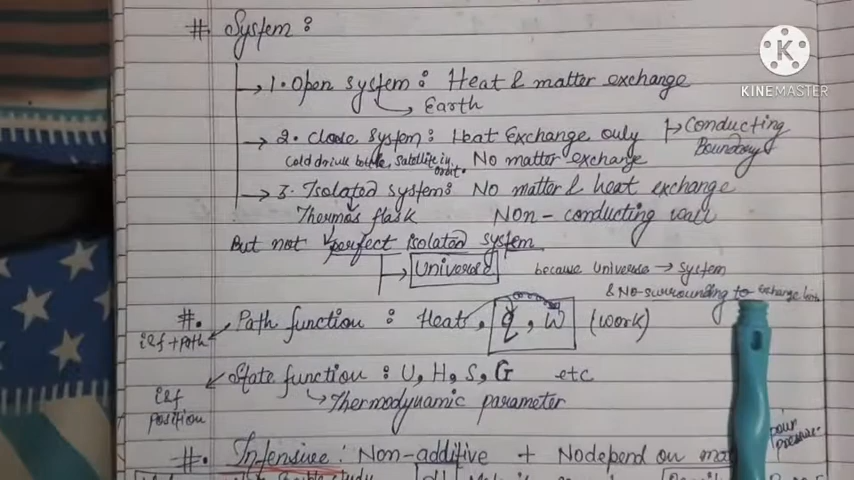 # System :
1. Open system : Heat & matter exchange
Earth
2. Close system : Heat Exchange only
Conducting
Boundary
Cold drink bottle, Satellite in orbit. No matter exchange
3. Isolated system : No matter & heat exchange
Thermos flask Non-conducting wall
But not perfect isolated system
Universe because Universe → system
& No-surrounding to exchange
#. Path function : Heat, q, W (work)
i&f + path
State function : U, H, S, G etc
i&f
position
Thermodynamic parameter
#. Intensive : Non-additive + No depend on
KINEMASTER